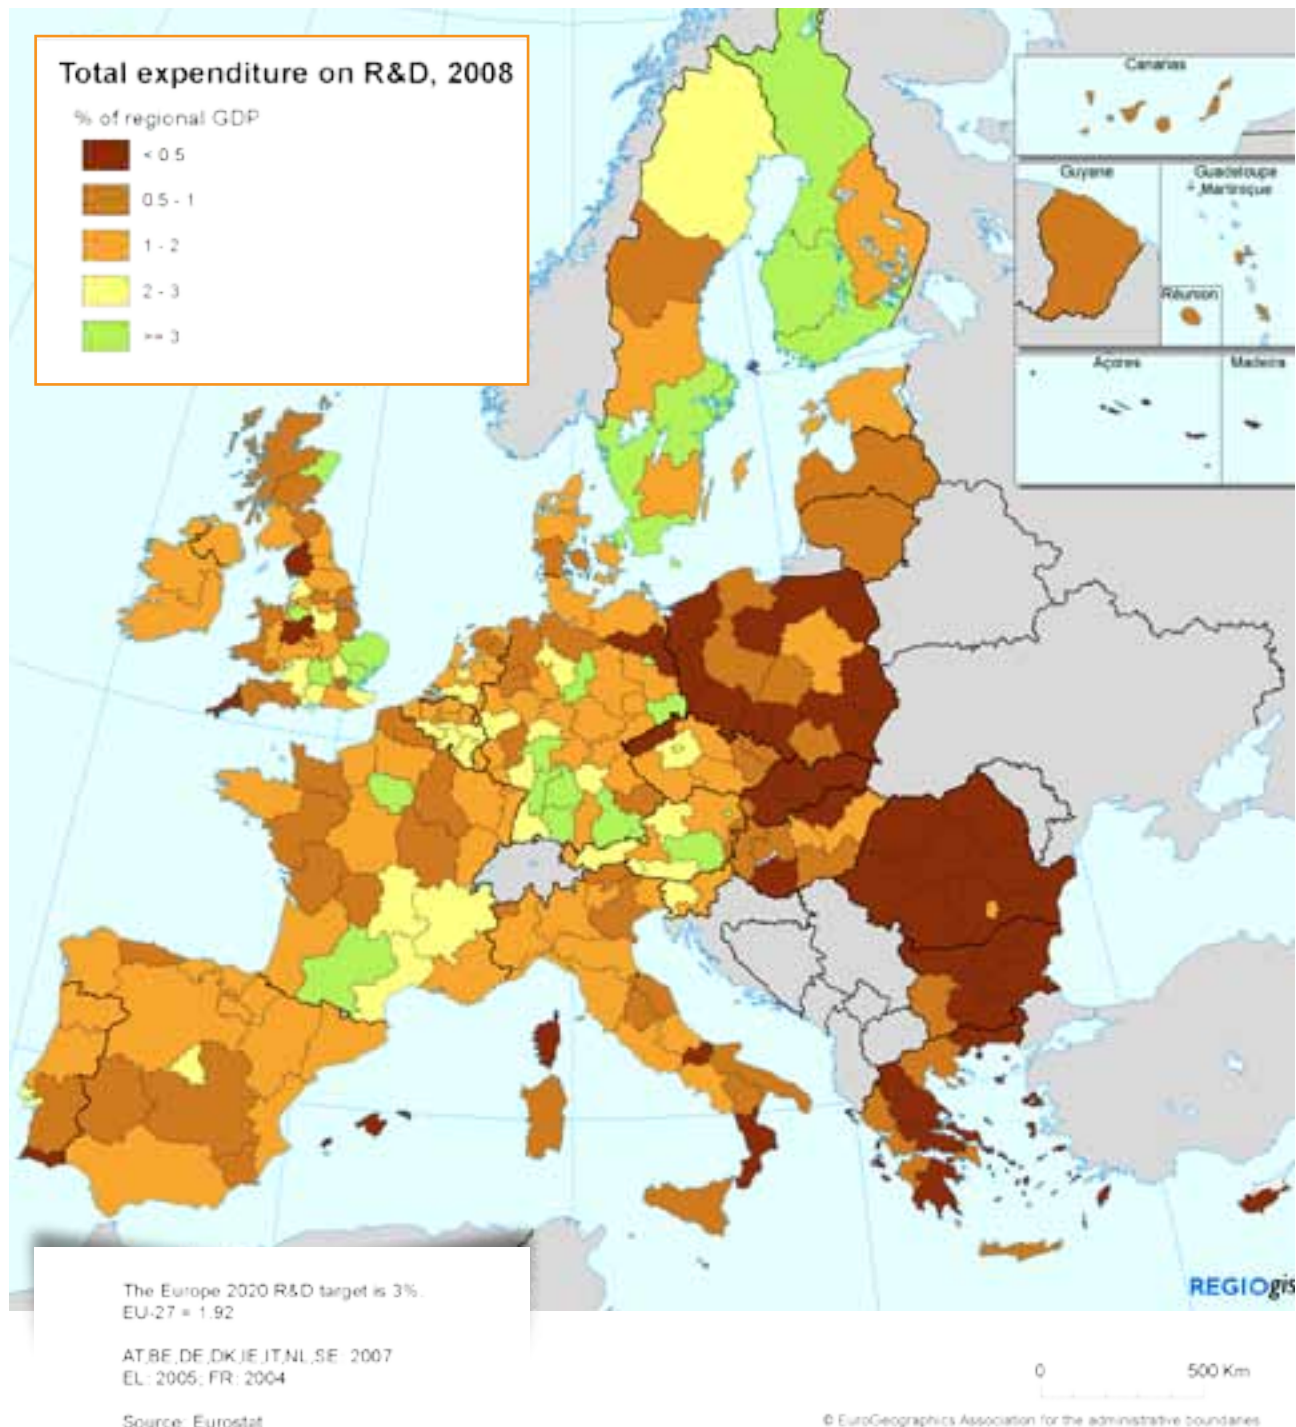 Total expenditure on R&D, 2008
% of regional GDP
< 0.5
0.5 - 1
1 - 2
2 - 3
>= 3
Canarias
Guyane
Guadeloupe
Martinique
Réunion
Açores
Madeira
REGIOgis
The Europe 2020 R&D target is 3%.
EU-27 = 1.92
AT,BE,DE,DK,IE,IT,NL,SE: 2007
EL: 2005; FR: 2004
Source: Eurostat
0 500 Km
© EuroGeographics Association for the administrative boundaries